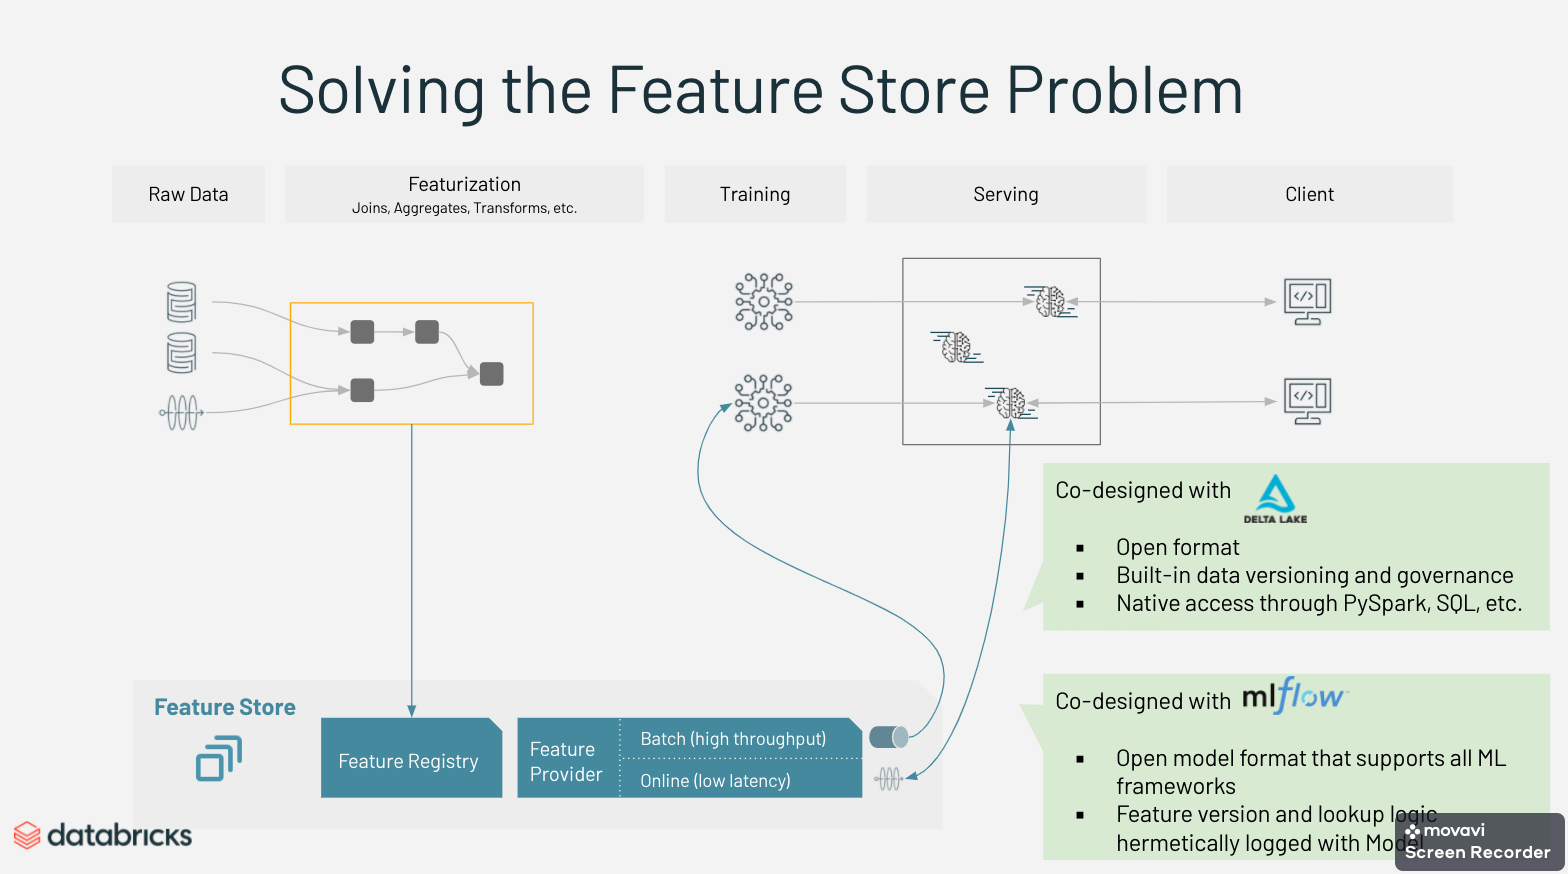 Solving the Feature Store Problem
Raw Data
Featurization
Joins, Aggregates, Transforms, etc.
Training
Serving
Client
Co-designed with
DELTA LAKE
Open format
Built-in data versioning and governance
Native access through PySpark, SQL, etc.
Feature Store
Feature Registry
Feature
Provider
Batch (high throughput)
Online (low latency)
Co-designed with mlflow
Open model format that supports all ML
frameworks
Feature version and lookup logic
hermetically logged with Model
databricks
movavi
Screen Recorder